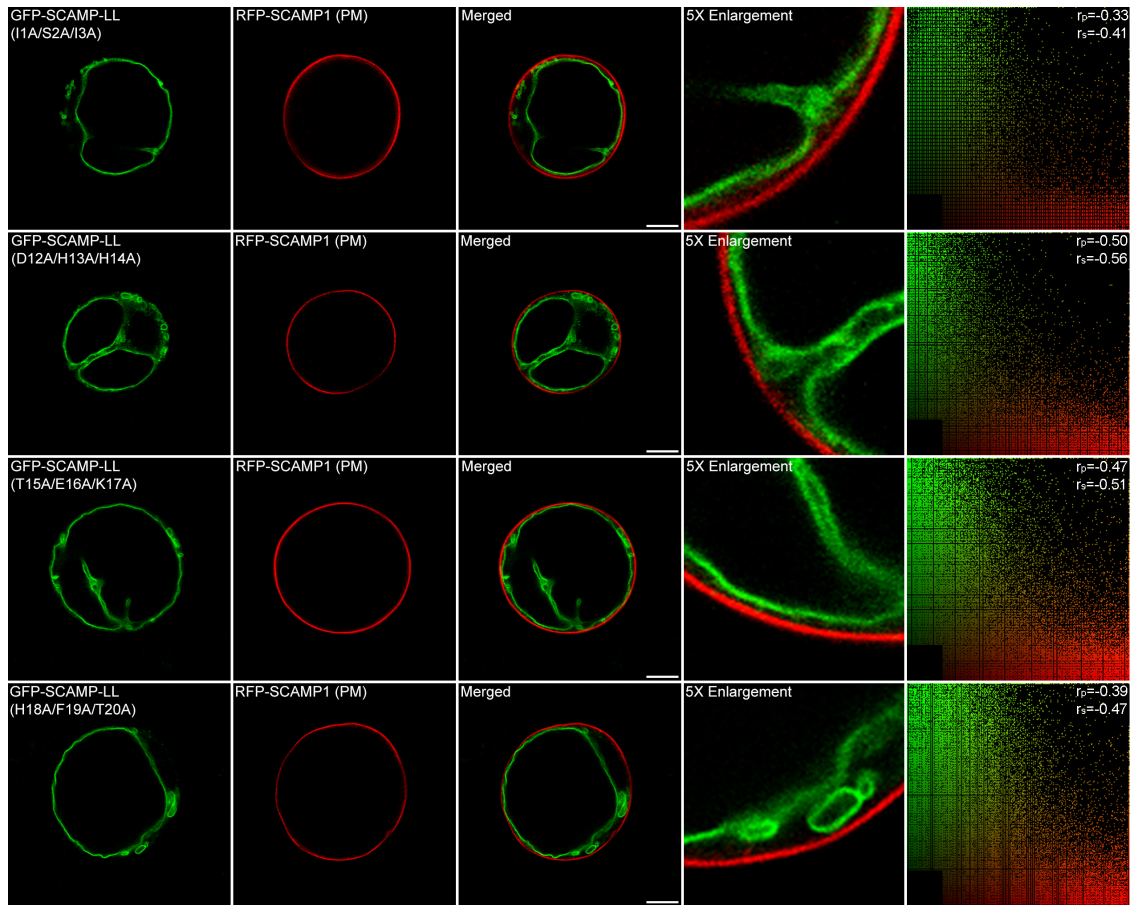 GFP-SCAMP-LL
(I1A/S2A/I3A)
RFP-SCAMP1 (PM)
Merged
5X Enlargement
rp=-0.33
rs=-0.41
GFP-SCAMP-LL
(D12A/H13A/H14A)
RFP-SCAMP1 (PM)
Merged
5X Enlargement
rp=-0.50
rs=-0.56
GFP-SCAMP-LL
(T15A/E16A/K17A)
RFP-SCAMP1 (PM)
Merged
5X Enlargement
rp=-0.47
rs=-0.51
GFP-SCAMP-LL
(H18A/F19A/T20A)
RFP-SCAMP1 (PM)
Merged
5X Enlargement
rp=-0.39
rs=-0.47